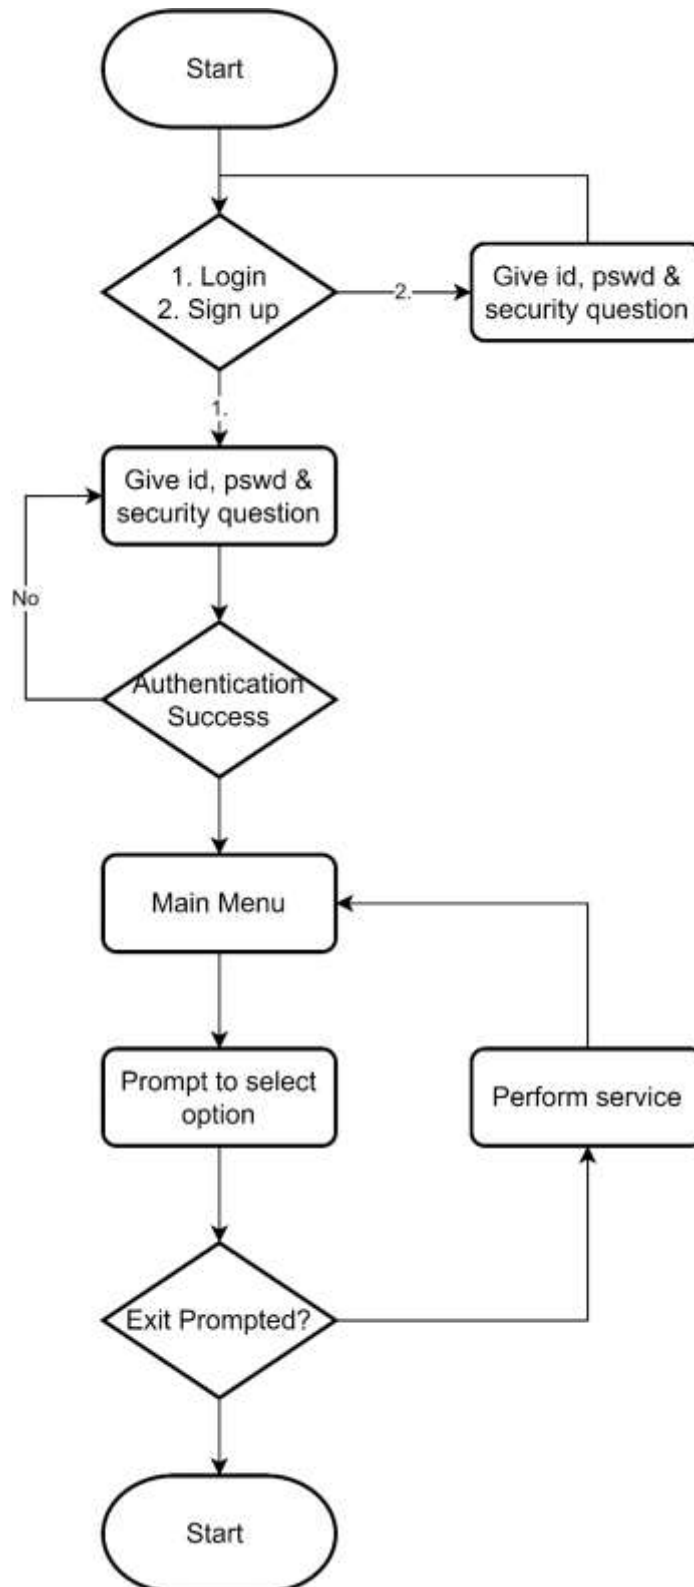 Start
1. Login
2. Sign up
2.
Give id, pswd &
security question
1.
Give id, pswd &
security question
No
Authentication
Success
Main Menu
Prompt to select
option
Perform service
Exit Prompted?
Start